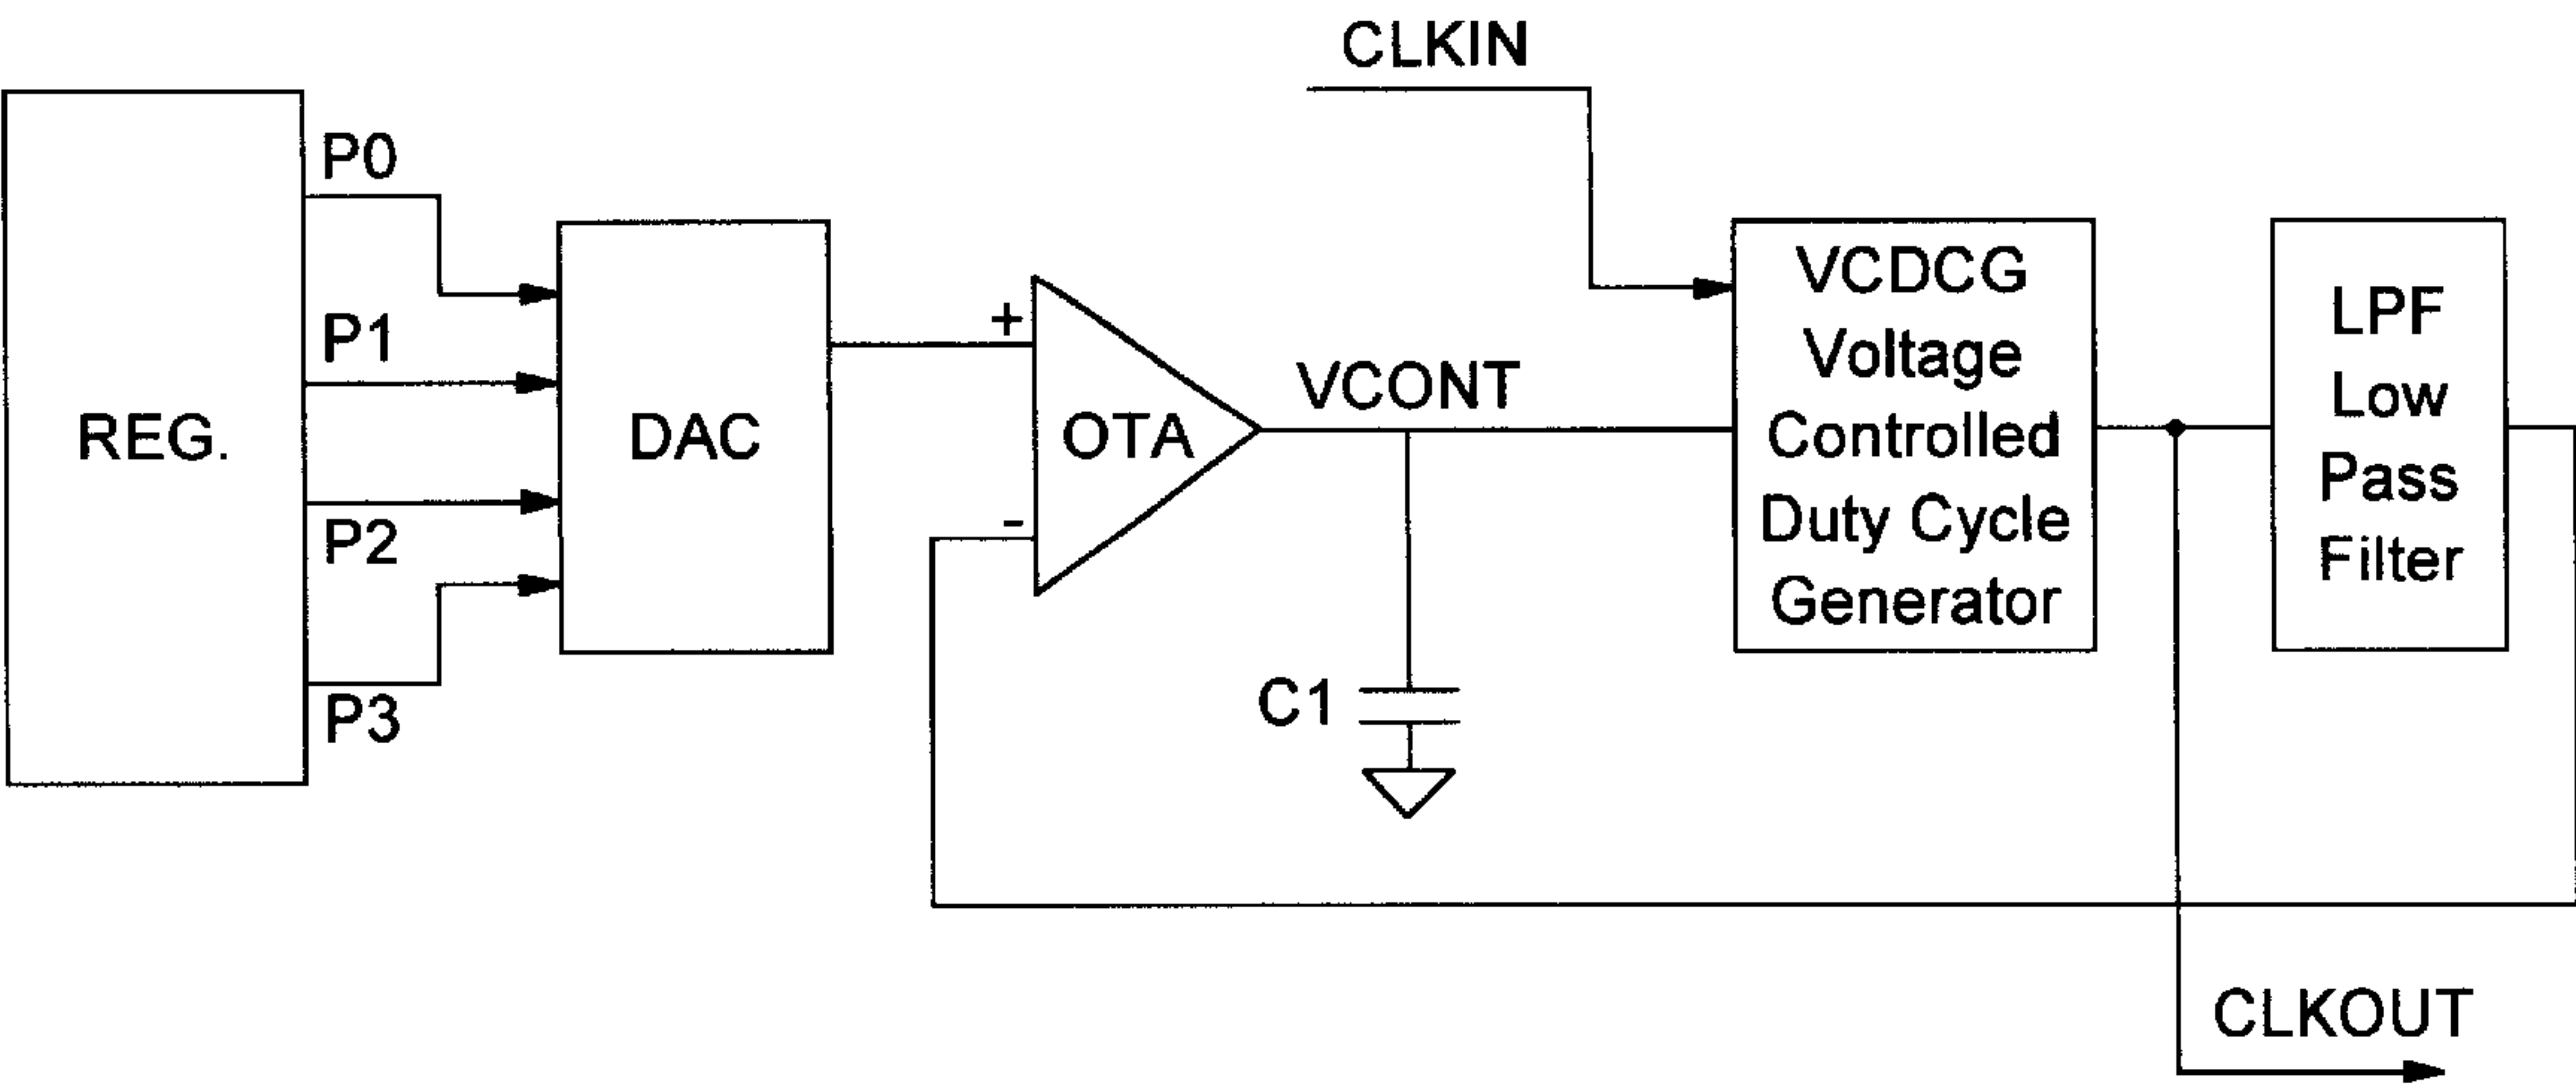 CLKIN
P0
P1
REG.
P2
P3
DAC
+
-
OTA
VCONT
C1
VCDCG
Voltage
Controlled
Duty Cycle
Generator
LPF
Low
Pass
Filter
CLKOUT